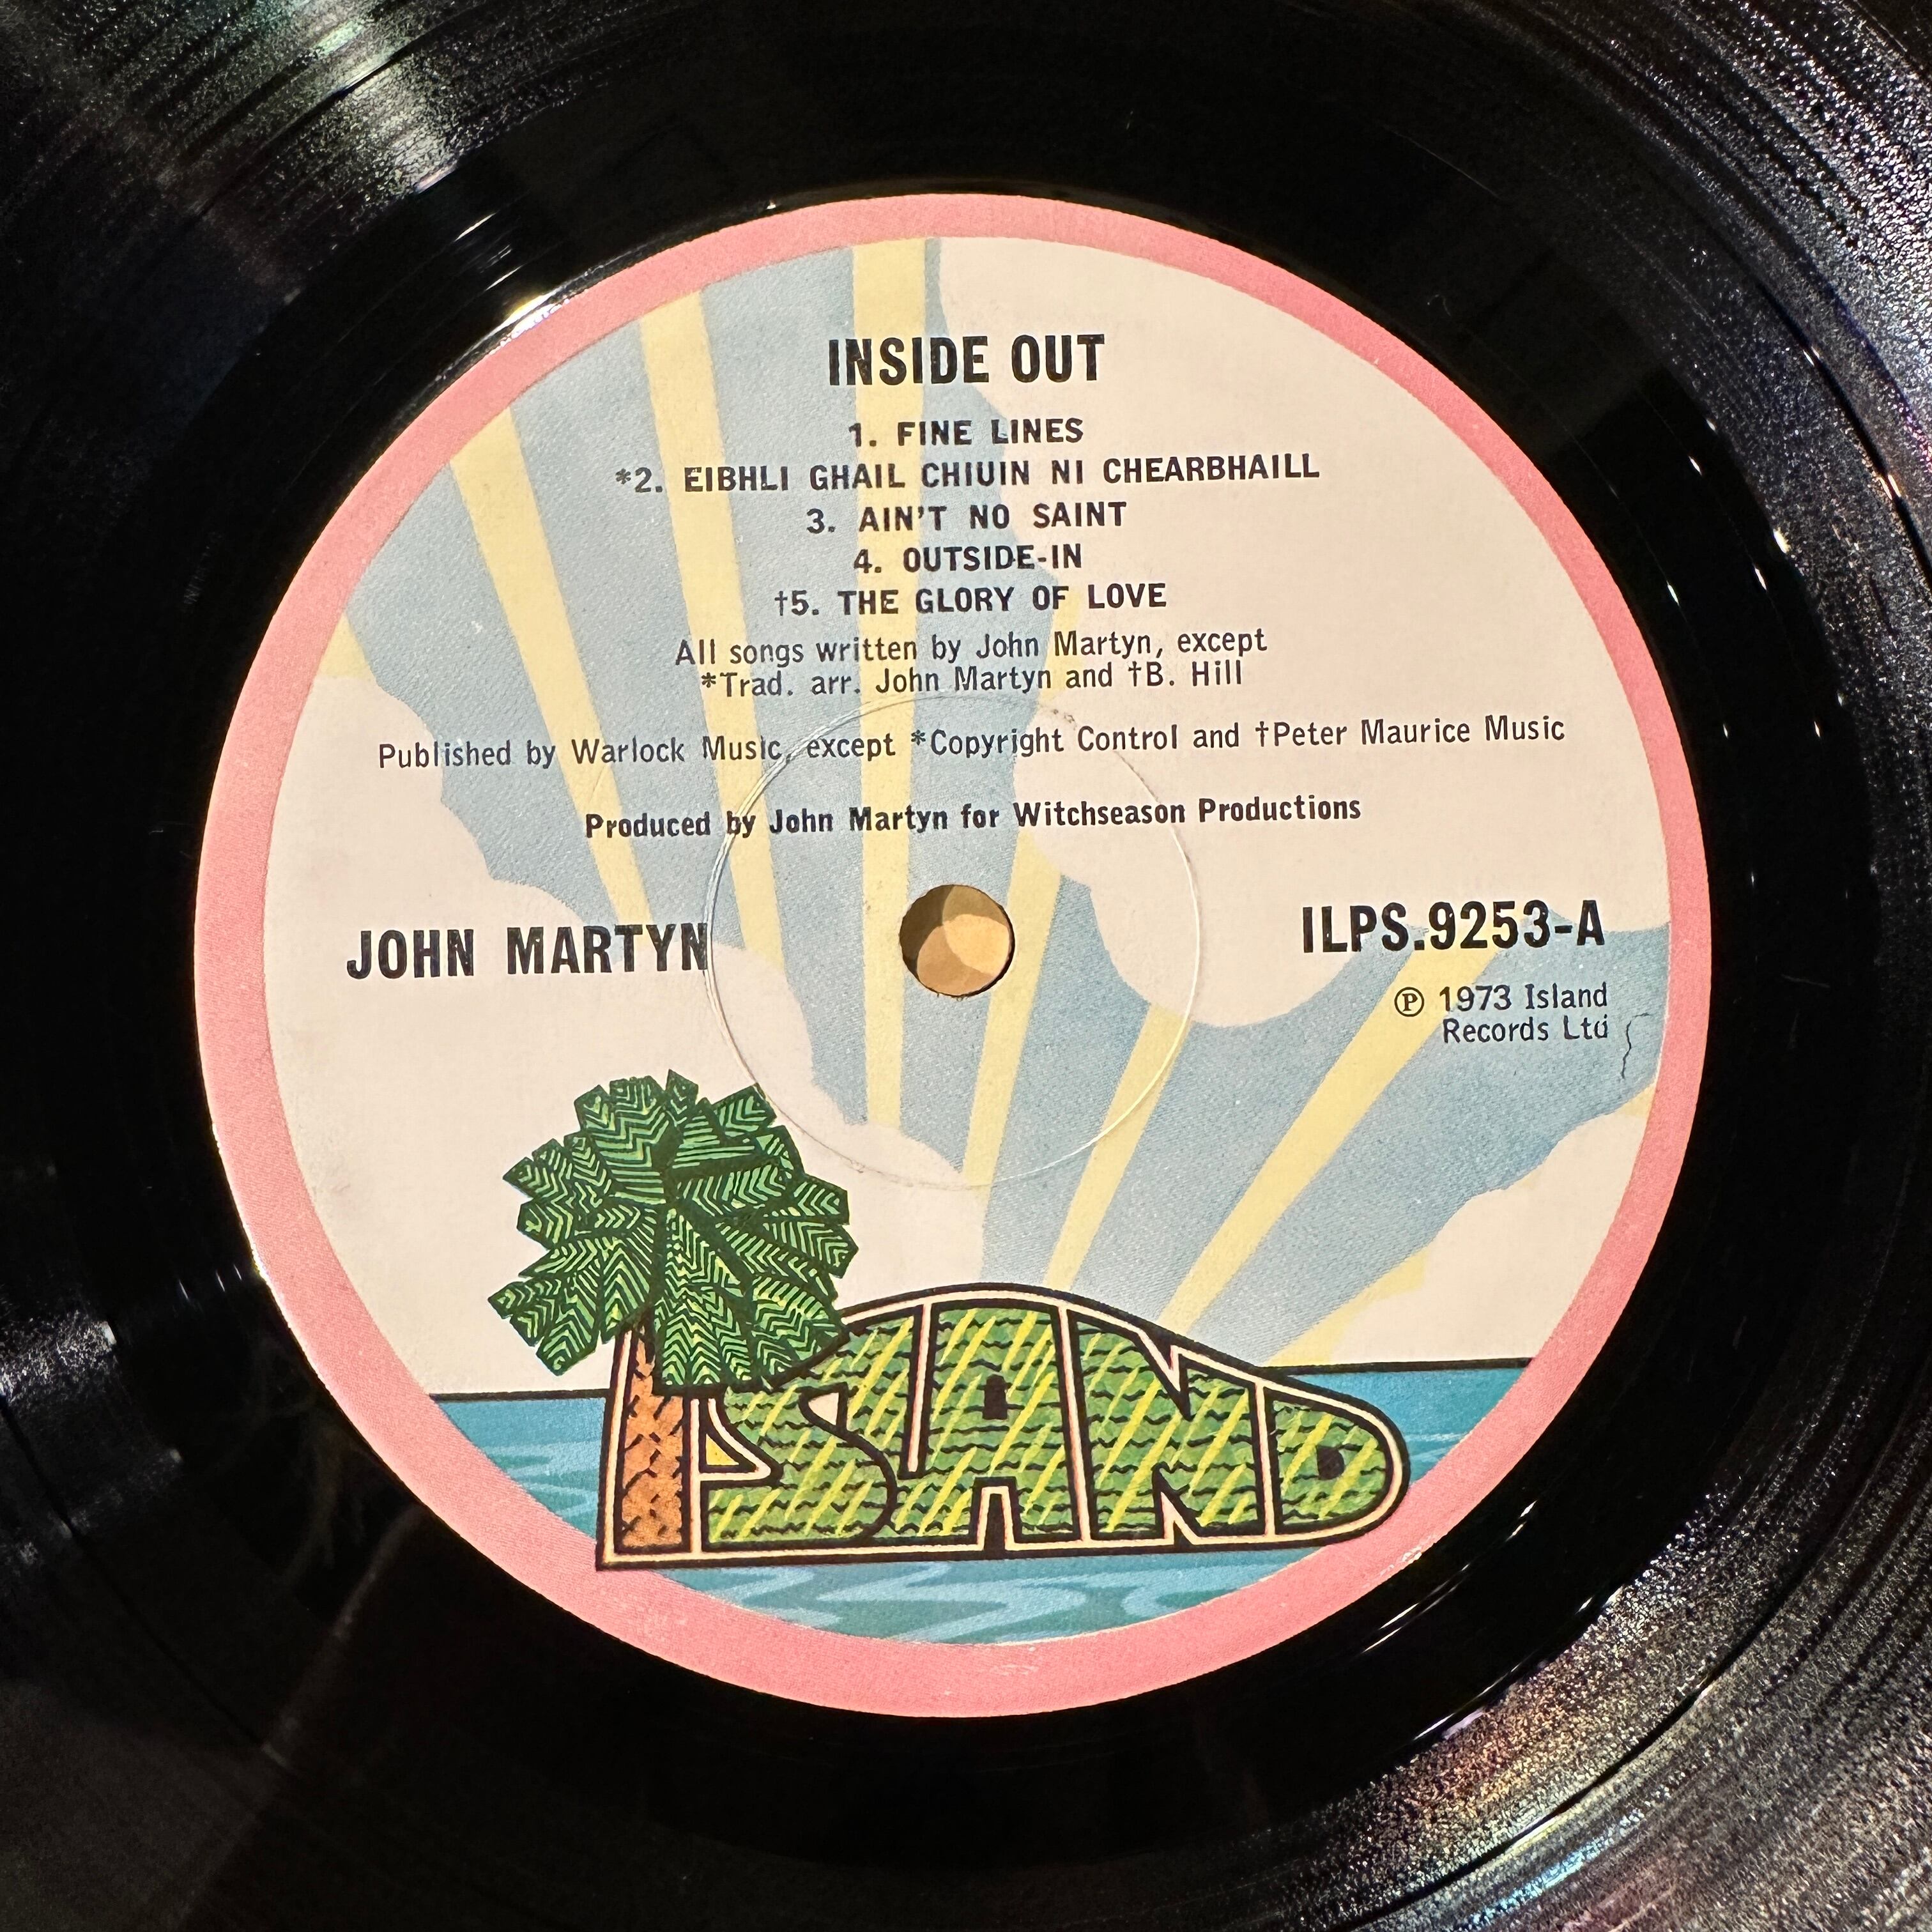 INSIDE OUT
1. FINE LINES
*2. EIBHLI GHAIL CHIUIN NI CHEARBHAILL
3. AIN'T NO SAINT
4. OUTSIDE-IN
†5. THE GLORY OF LOVE
All songs written by John Martyn, except
*Trad. arr. John Martyn and †B. Hill
Published by Warlock Music, except *Copyright Control and †Peter Maurice Music
Produced by John Martyn for Witchseason Productions
JOHN MARTYN
ILPS.9253-A
Ⓟ 1973 Island
Records Ltd
ISLAND